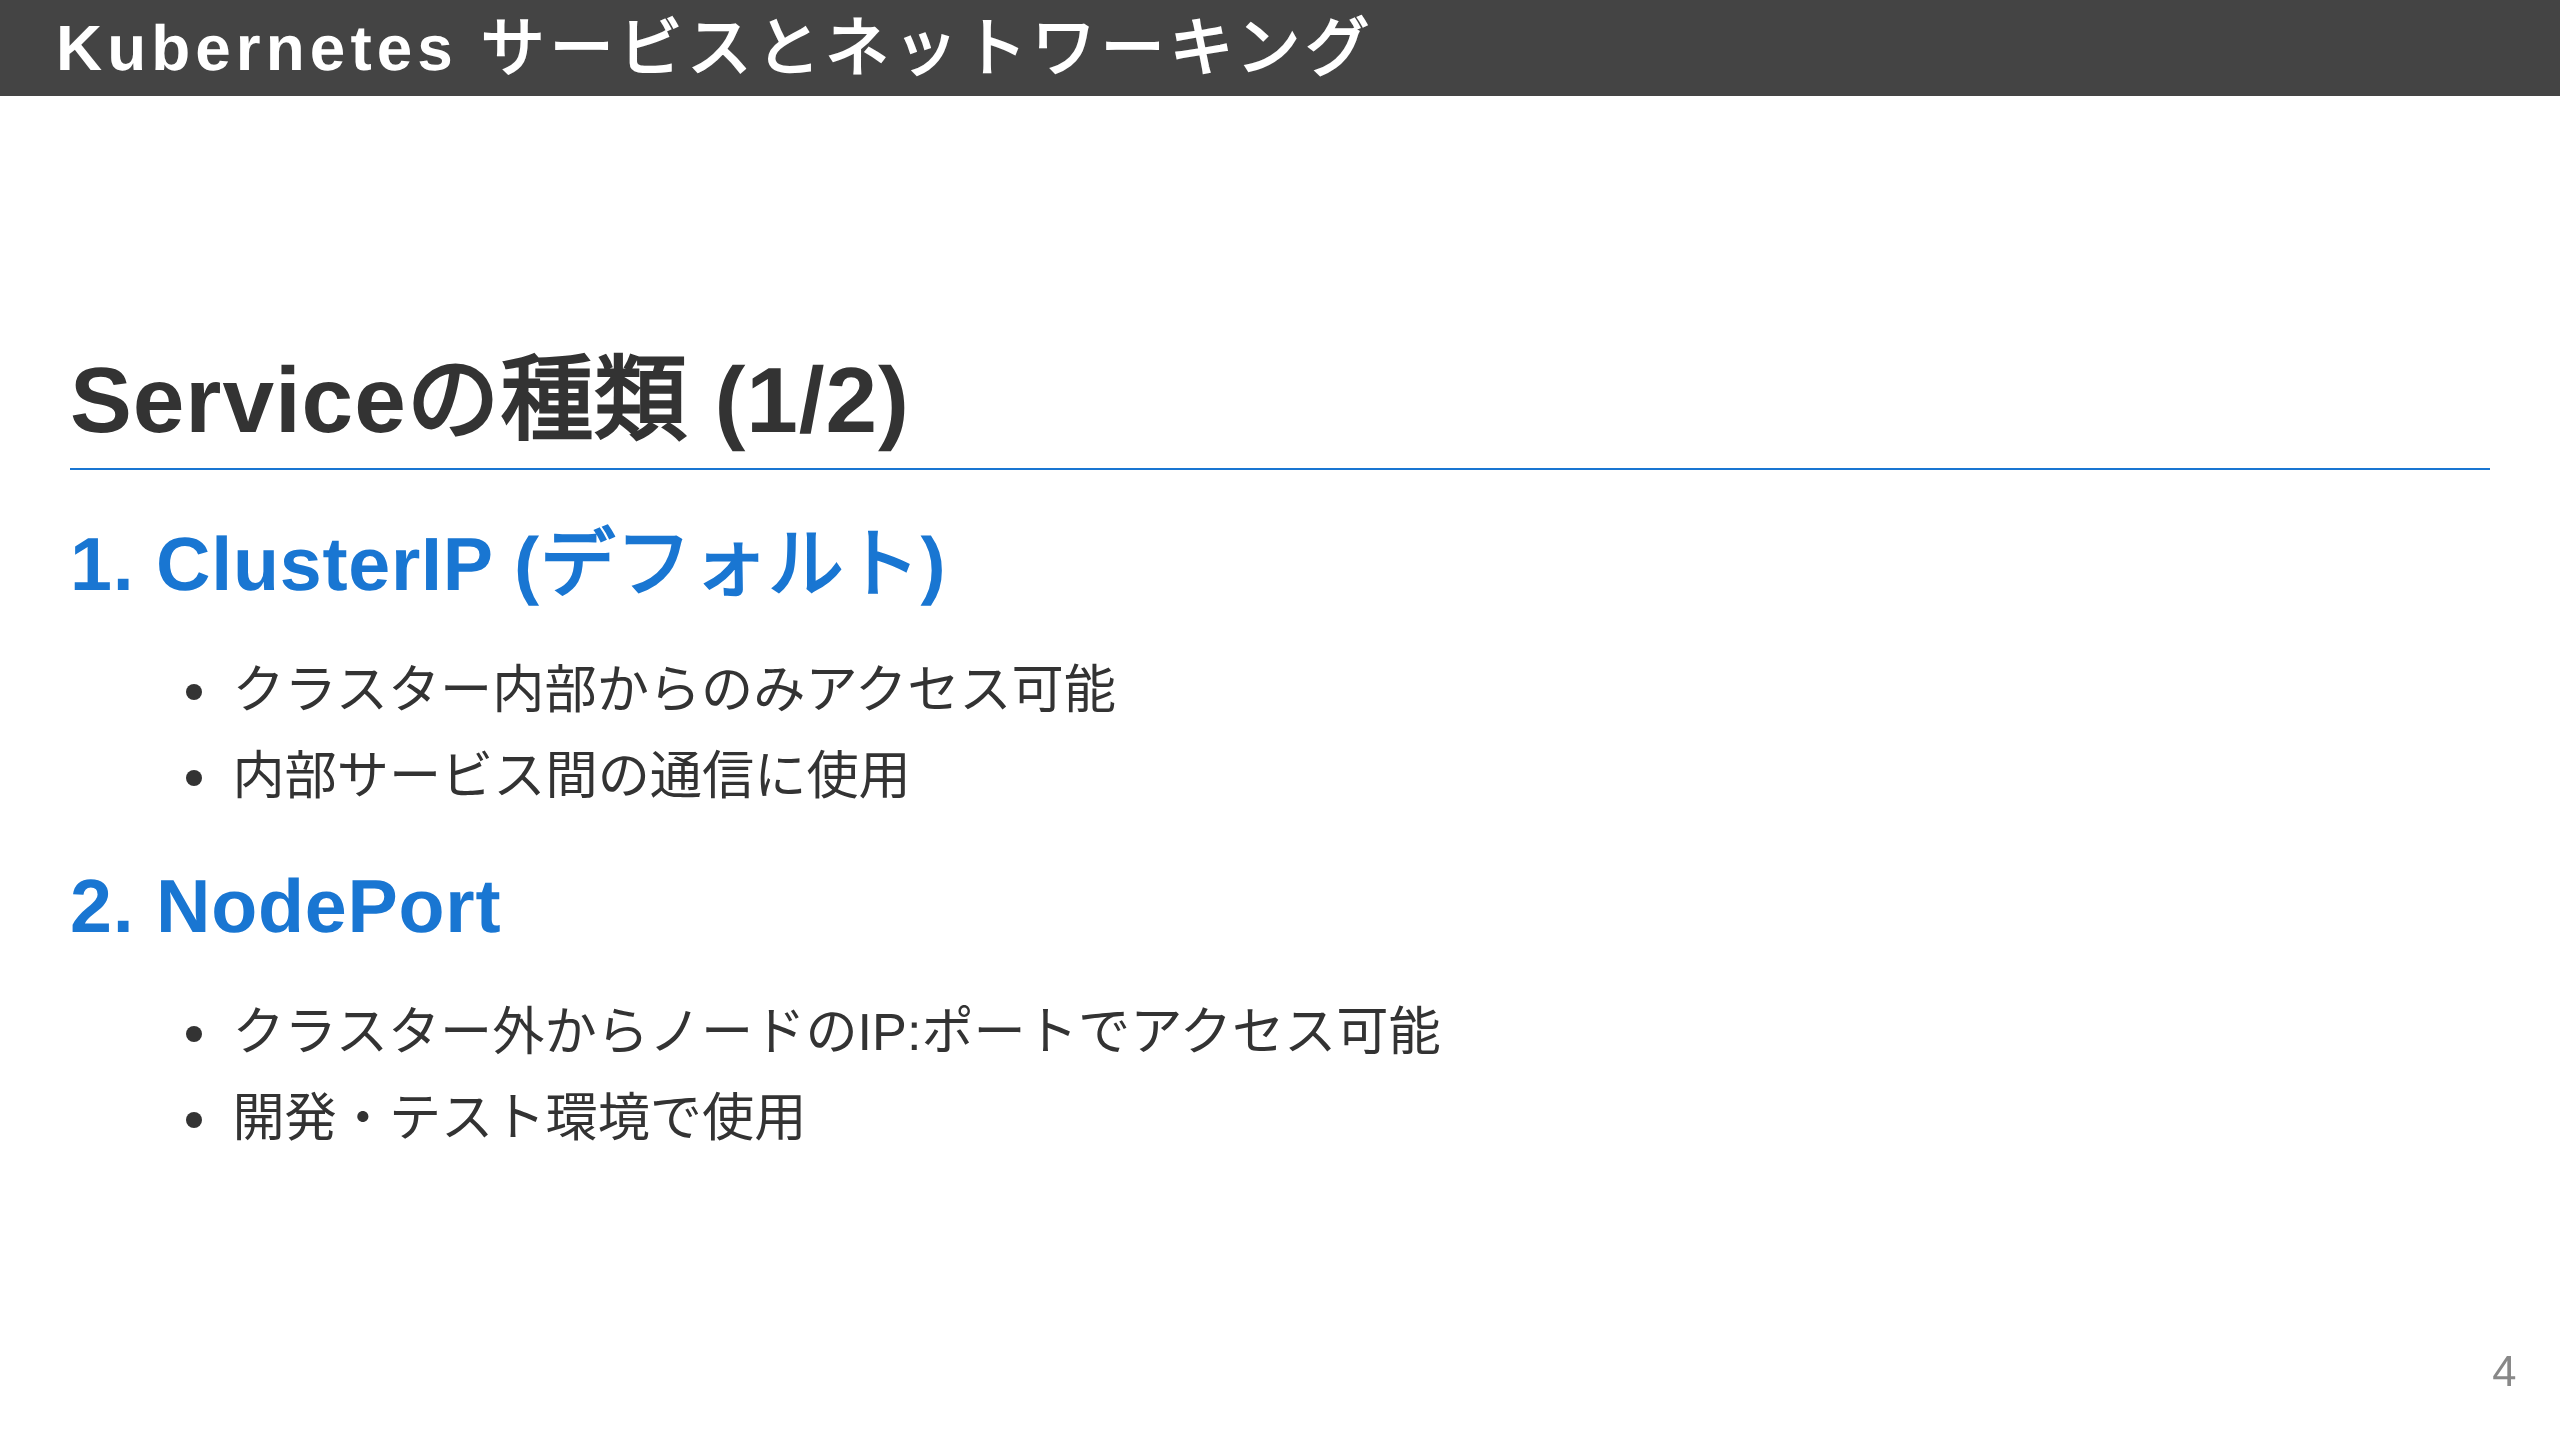 Kubernetes サービスとネットワーキング
Serviceの種類 (1/2)
1. ClusterIP (デフォルト)
• クラスター内部からのみアクセス可能
• 内部サービス間の通信に使用
2. NodePort
• クラスター外からノードのIP:ポートでアクセス可能
• 開発・テスト環境で使用
4